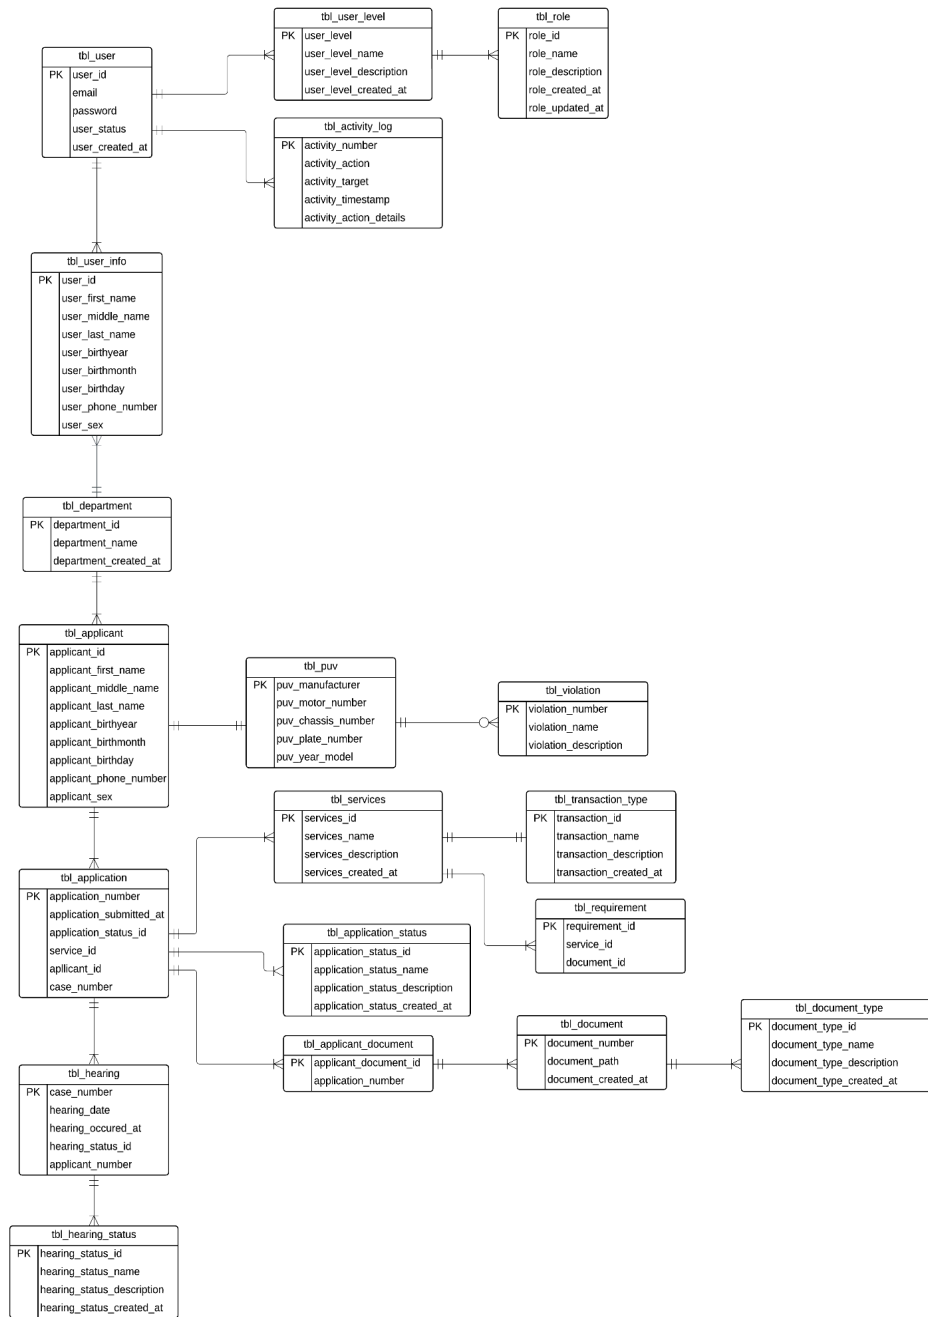 tbl_user_level
PK user_level
user_level_name
user_level_description
user_level_created_at
tbl_role
PK role_id
role_name
role_description
role_created_at
role_updated_at
tbl_user
PK user_id
email
password
user_status
user_created_at
tbl_activity_log
PK activity_number
activity_action
activity_target
activity_timestamp
activity_action_details
tbl_user_info
PK user_id
user_first_name
user_middle_name
user_last_name
user_birthyear
user_birthmonth
user_birthday
user_phone_number
user_sex
tbl_department
PK department_id
department_name
department_created_at
tbl_applicant
PK applicant_id
applicant_first_name
applicant_middle_name
applicant_last_name
applicant_birthyear
applicant_birthmonth
applicant_birthday
applicant_phone_number
applicant_sex
tbl_puv
PK puv_manufacturer
puv_motor_number
puv_chassis_number
puv_plate_number
puv_year_model
tbl_violation
PK violation_number
violation_name
violation_description
tbl_services
PK services_id
services_name
services_description
services_created_at
tbl_transaction_type
PK transaction_id
transaction_name
transaction_description
transaction_created_at
tbl_application
PK application_number
application_submitted_at
application_status_id
service_id
apllicant_id
case_number
tbl_requirement
PK requirement_id
service_id
document_id
tbl_application_status
PK application_status_id
application_status_name
application_status_description
application_status_created_at
tbl_applicant_document
PK applicant_document_id
application_number
tbl_document
PK document_number
document_path
document_created_at
tbl_document_type
PK document_type_id
document_type_name
document_type_description
document_type_created_at
tbl_hearing
PK case_number
hearing_date
hearing_occured_at
hearing_status_id
applicant_number
tbl_hearing_status
PK hearing_status_id
hearing_status_name
hearing_status_description
hearing_status_created_at